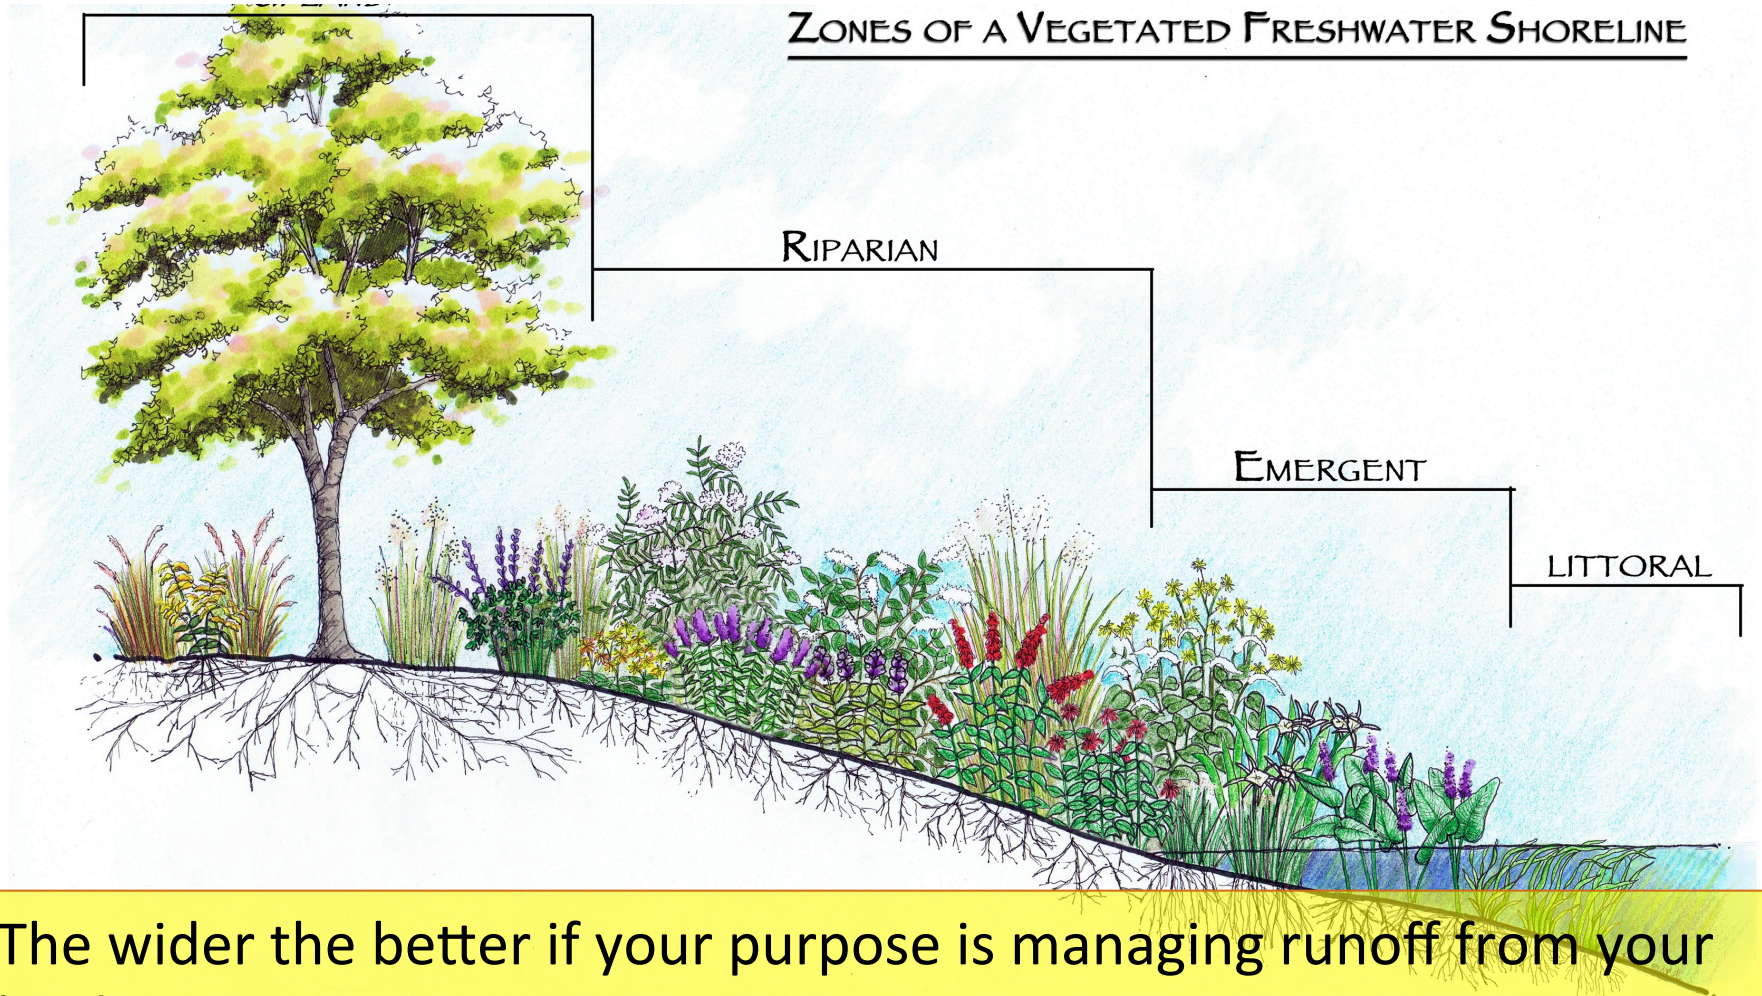 ZONES OF A VEGETATED FRESHWATER SHORELINE
RIPARIAN
EMERGENT
LITTORAL
The wider the better if your purpose is managing runoff from your